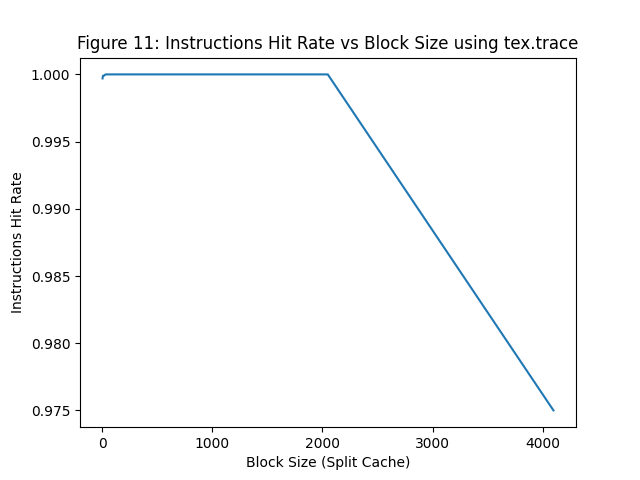 Figure 11: Instructions Hit Rate vs Block Size using tex.trace
1.000
0.995
0.990
0.985
0.980
0.975
Instructions Hit Rate
0 1000 2000 3000 4000
Block Size (Split Cache)